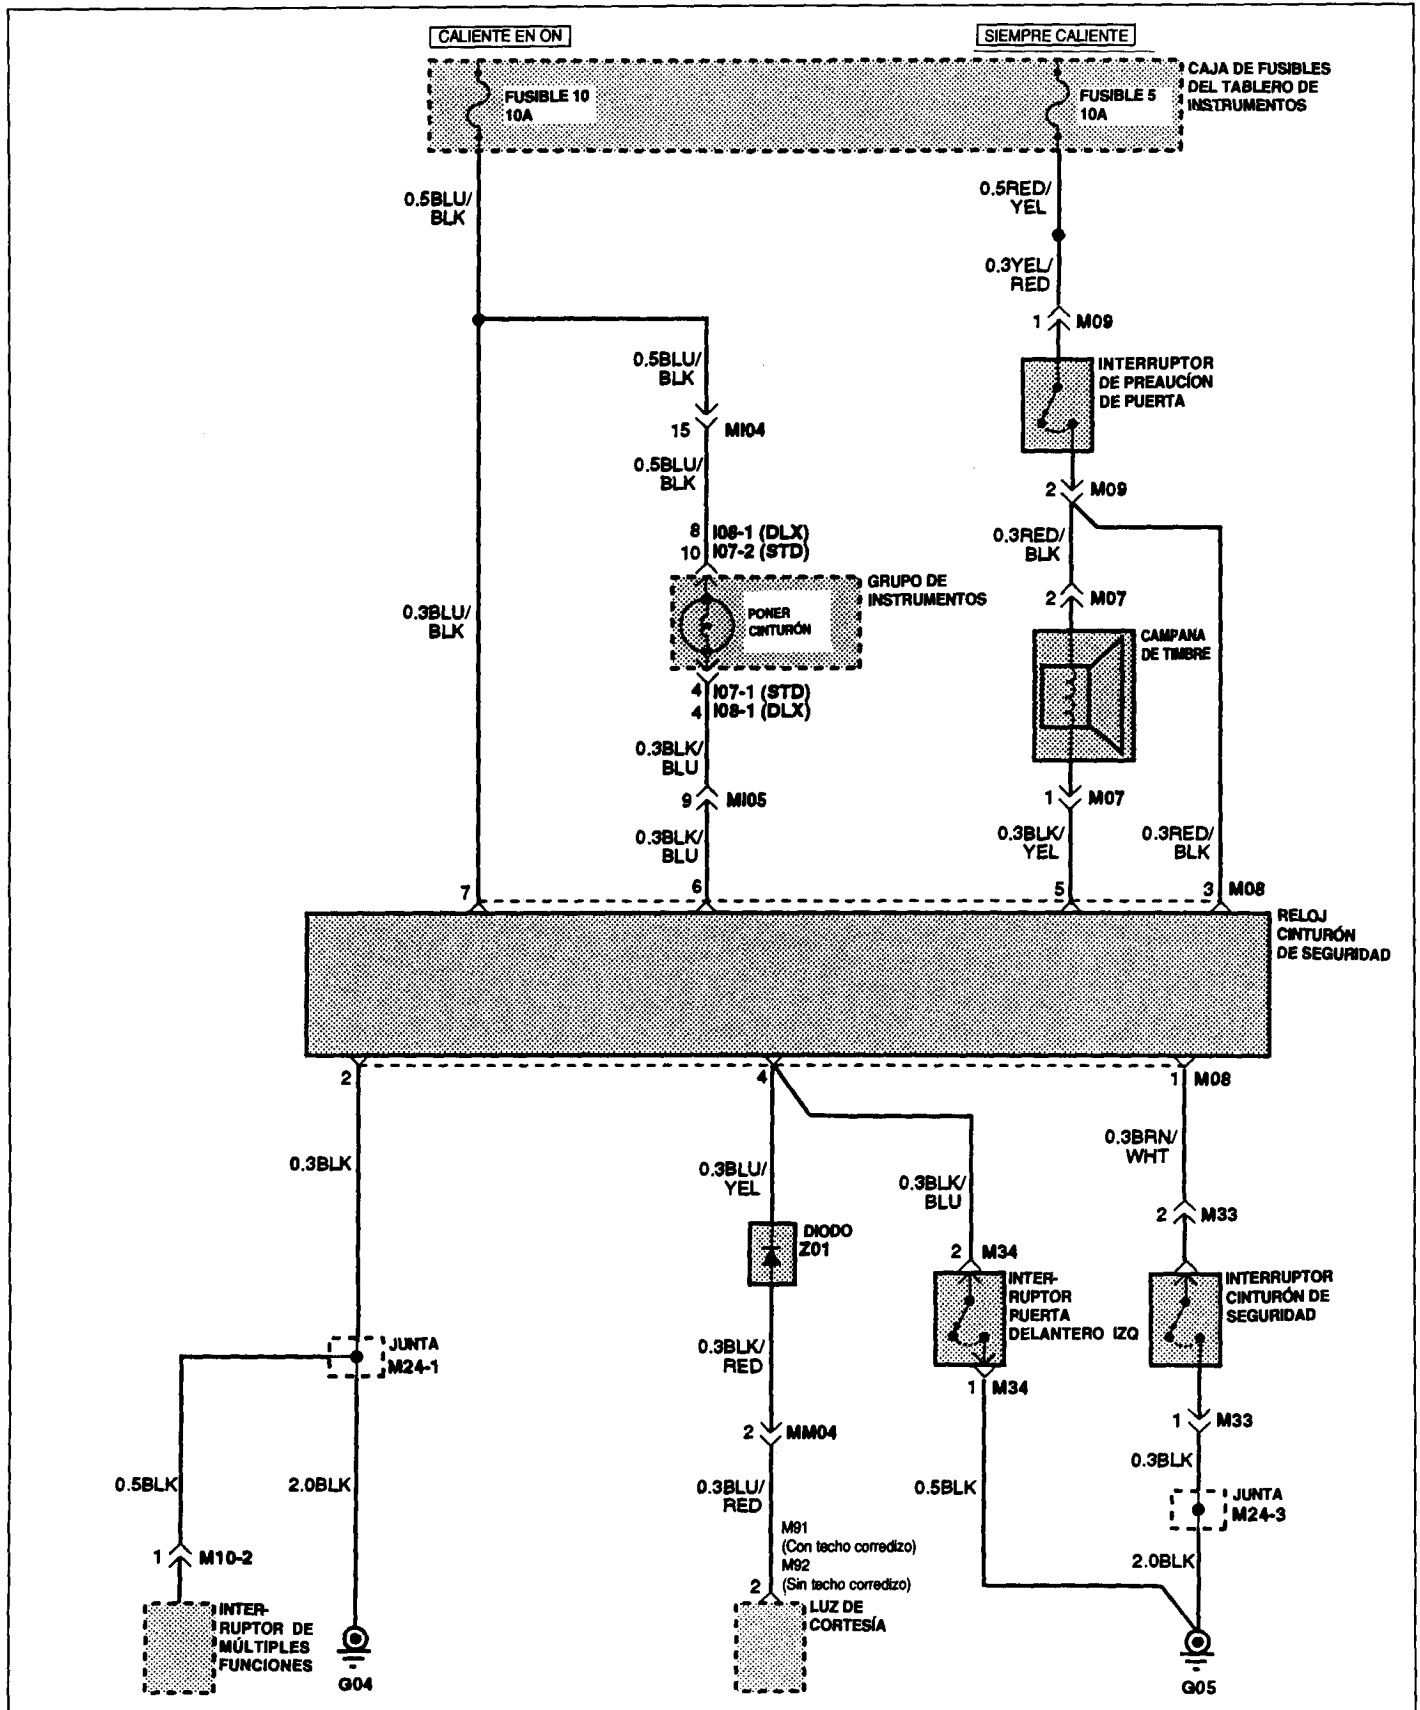 CALIENTE EN ON
SIEMPRE CALIENTE
CAJA DE FUSIBLES
DEL TABLERO DE
INSTRUMENTOS
FUSIBLE 10
10A
FUSIBLE 5
10A
0.5BLU/
BLK
0.5RED/
YEL
0.3YEL/
RED
1 M09
0.5BLU/
BLK
INTERRUPTOR
DE PREAUCÍON
DE PUERTA
15 MI04
0.5BLU/
BLK
2 M09
8 I08-1 (DLX)
10 I07-2 (STD)
0.3RED/
BLK
GRUPO DE
INSTRUMENTOS
2 M07
0.3BLU/
BLK
PONER
CINTURÓN
CAMPANA
DE TIMBRE
4 I07-1 (STD)
4 I08-1 (DLX)
0.3BLK/
BLU
9 MI05
1 M07
0.3BLK/
BLU
0.3BLK/
YEL
0.3RED/
BLK
7
6
5
3 M08
RELOJ
CINTURÓN
DE SEGURIDAD
2
4
1 M08
0.3BRN/
WHT
0.3BLK
0.3BLU/
YEL
0.3BLK/
BLU
2 M33
DIODO
Z01
2 M34
INTER-
RUPTOR
PUERTA
DELANTERO IZQ
INTERRUPTOR
CINTURÓN DE
SEGURIDAD
JUNTA
M24-1
0.3BLK/
RED
1 M34
1 M33
2 MM04
0.3BLK
0.5BLK
2.0BLK
0.3BLU/
RED
0.5BLK
JUNTA
M24-3
M91
(Con techo corredizo)
M92
(Sin techo corredizo)
1 M10-2
2.0BLK
2
LUZ DE
CORTESÍA
INTER-
RUPTOR DE
MÚLTIPLES
FUNCIONES
G04
G05